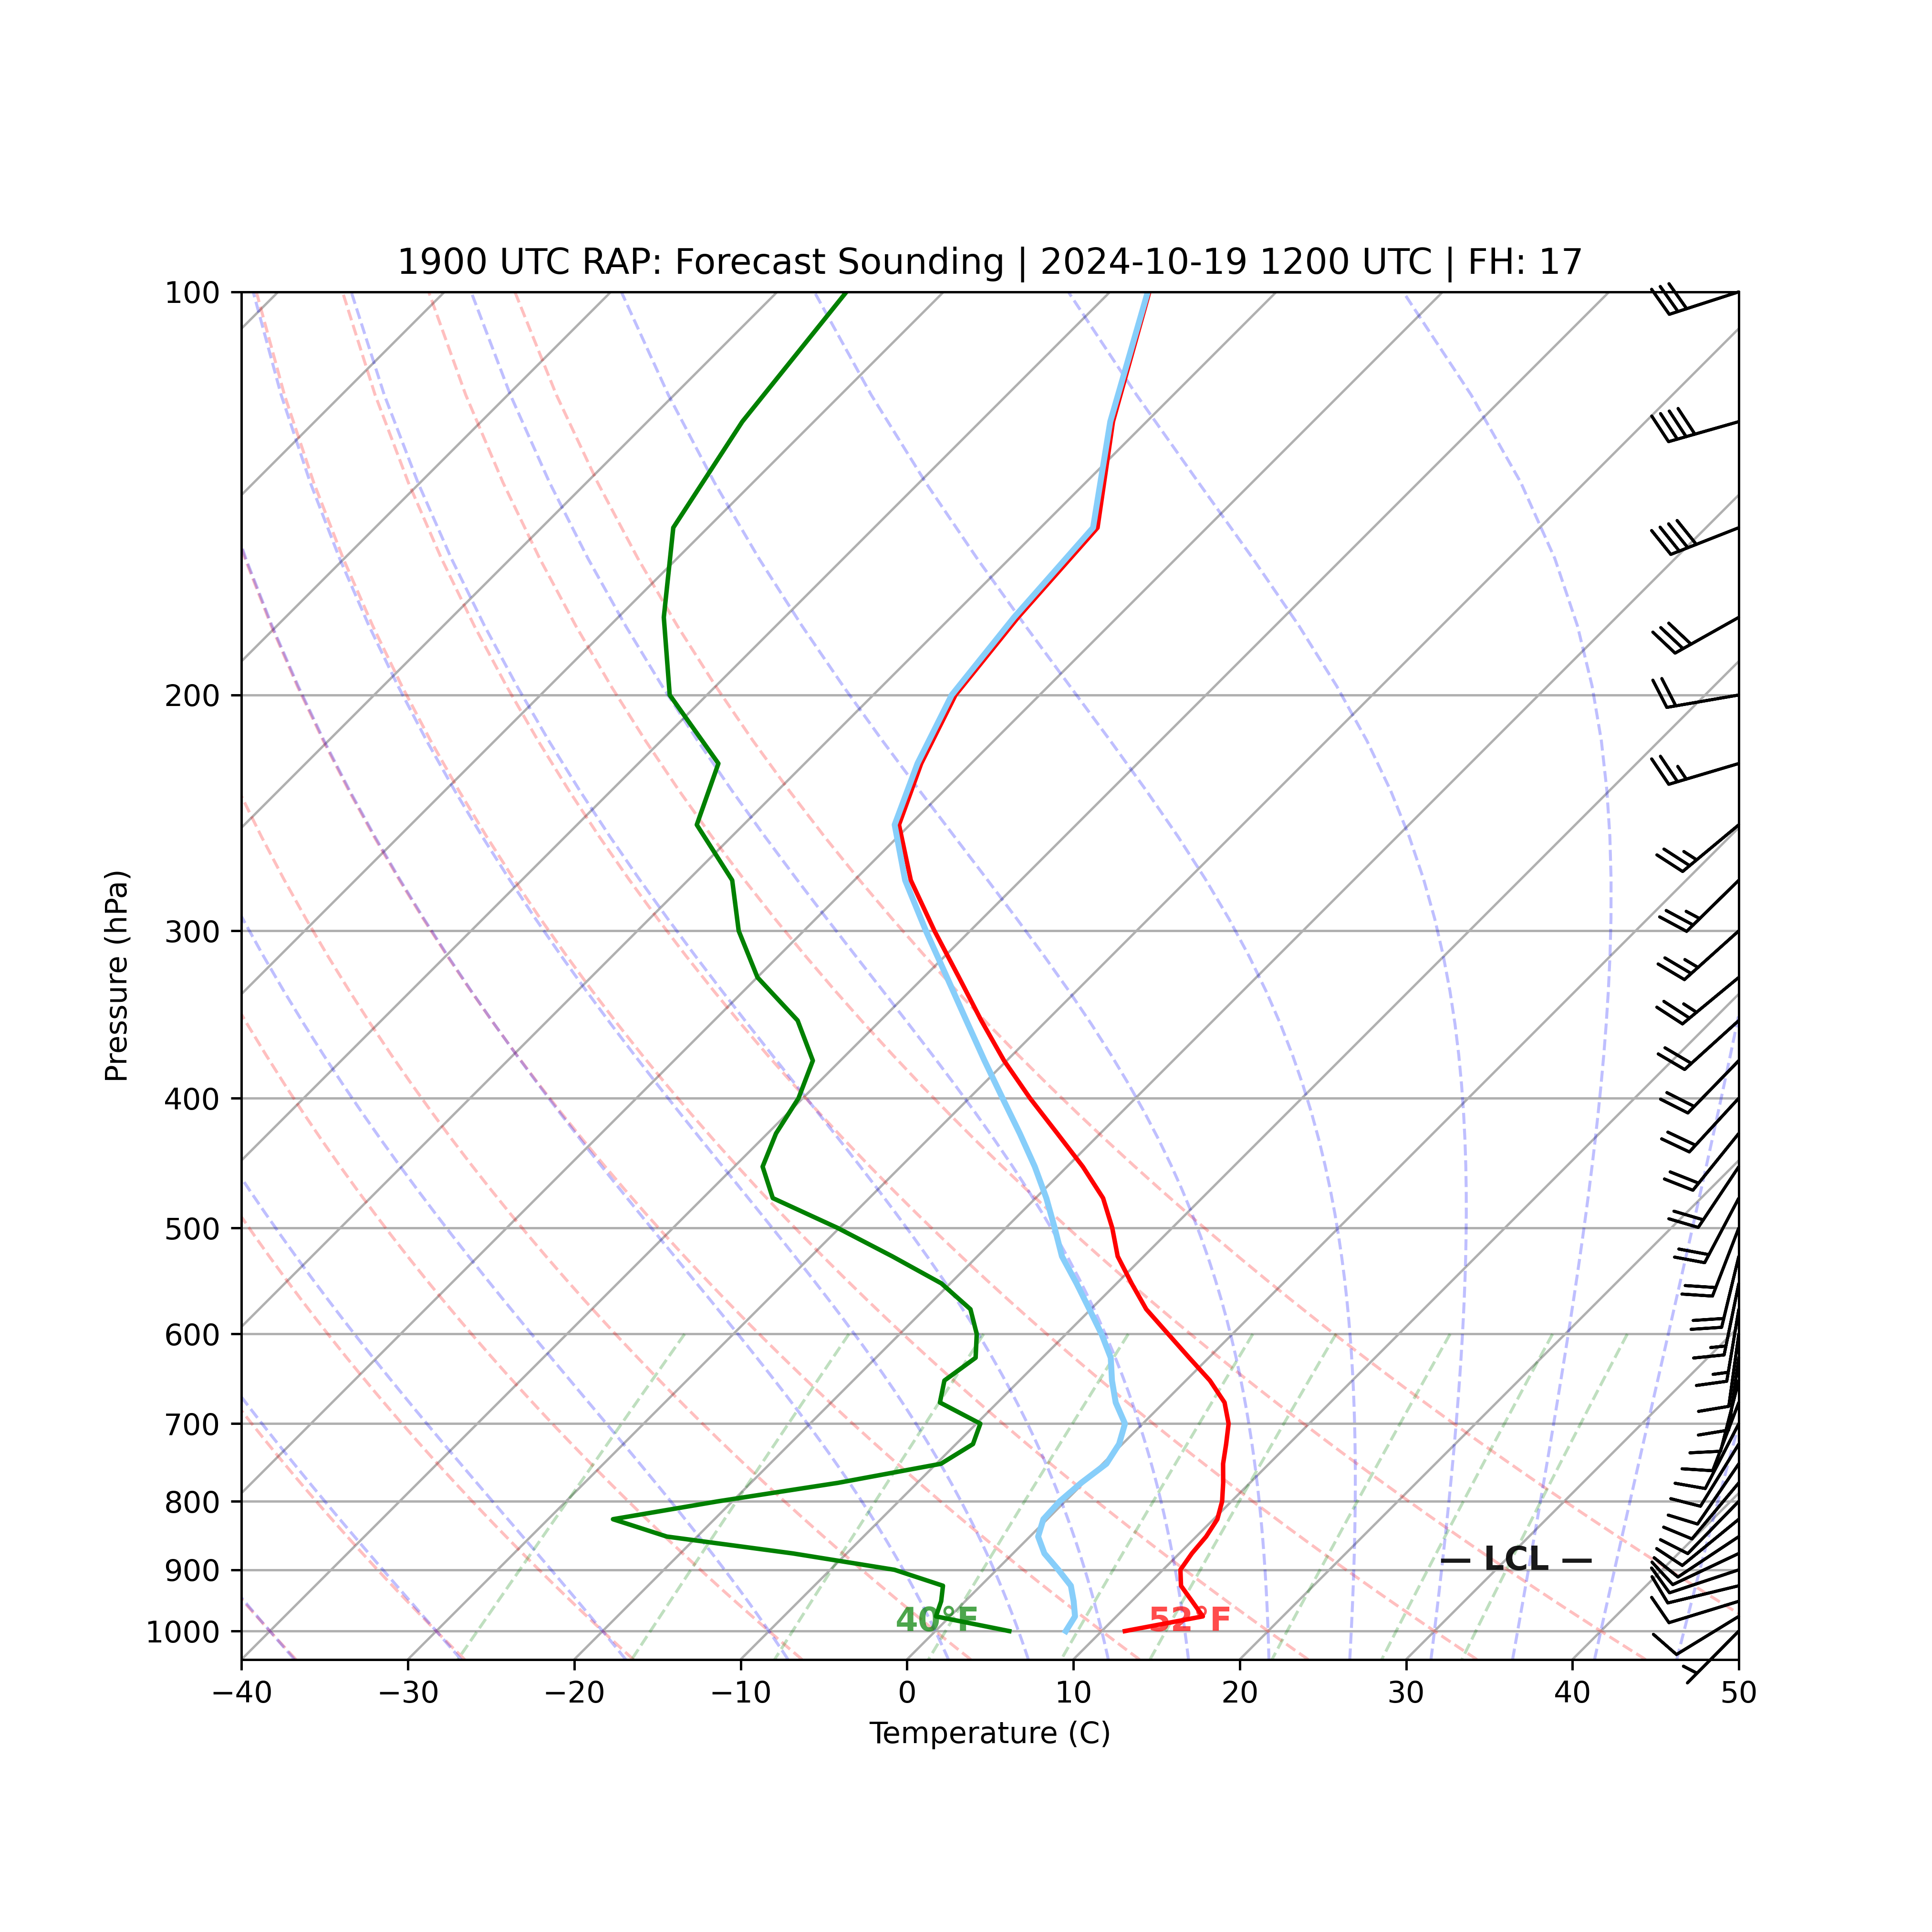 1900 UTC RAP: Forecast Sounding | 2024-10-19 1200 UTC | FH: 17
100
200
300
400
500
600
700
800
900
1000
Pressure (hPa)
— LCL —
40°F
52°F
−40 −30 −20 −10 0 10 20 30 40 50
Temperature (C)